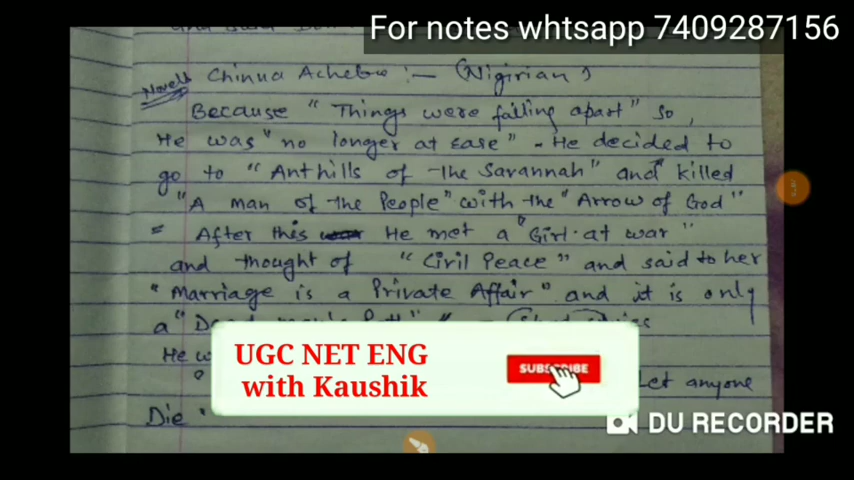 For notes whtsapp 7409287156
Novels Chinua Achebe :- (Nigirian)
Because "Things were falling apart" so,
He was "no longer at ease" - He decided to
go to "Anthills of the Savannah" and killed
"A man of the People" with the "Arrow of God"
After this He met a "Girl at war"
and thought of "Civil Peace" and said to her
"Marriage is a Private Affair" and it is only
a "Dead
He w
UGC NET ENG
with Kaushik
SUBSCRIBE
Let anyone
Die"
DU RECORDER